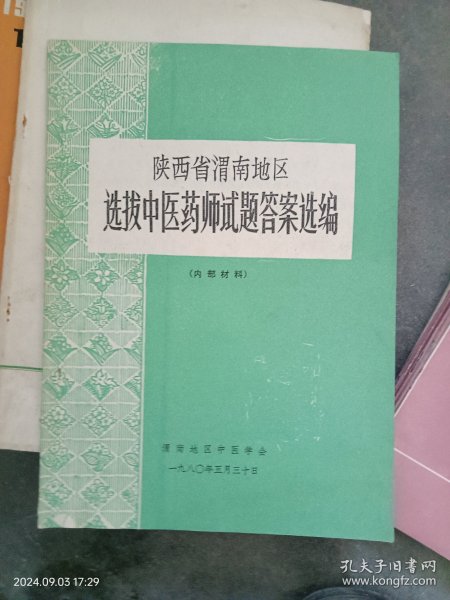 陕西省渭南地区
选拔中医药师试题答案选编
(内部材料)
渭南地区中医学会
一九八〇年五月三十日
2024.09.03 17:29
孔夫子旧书网
www.kongfz.com